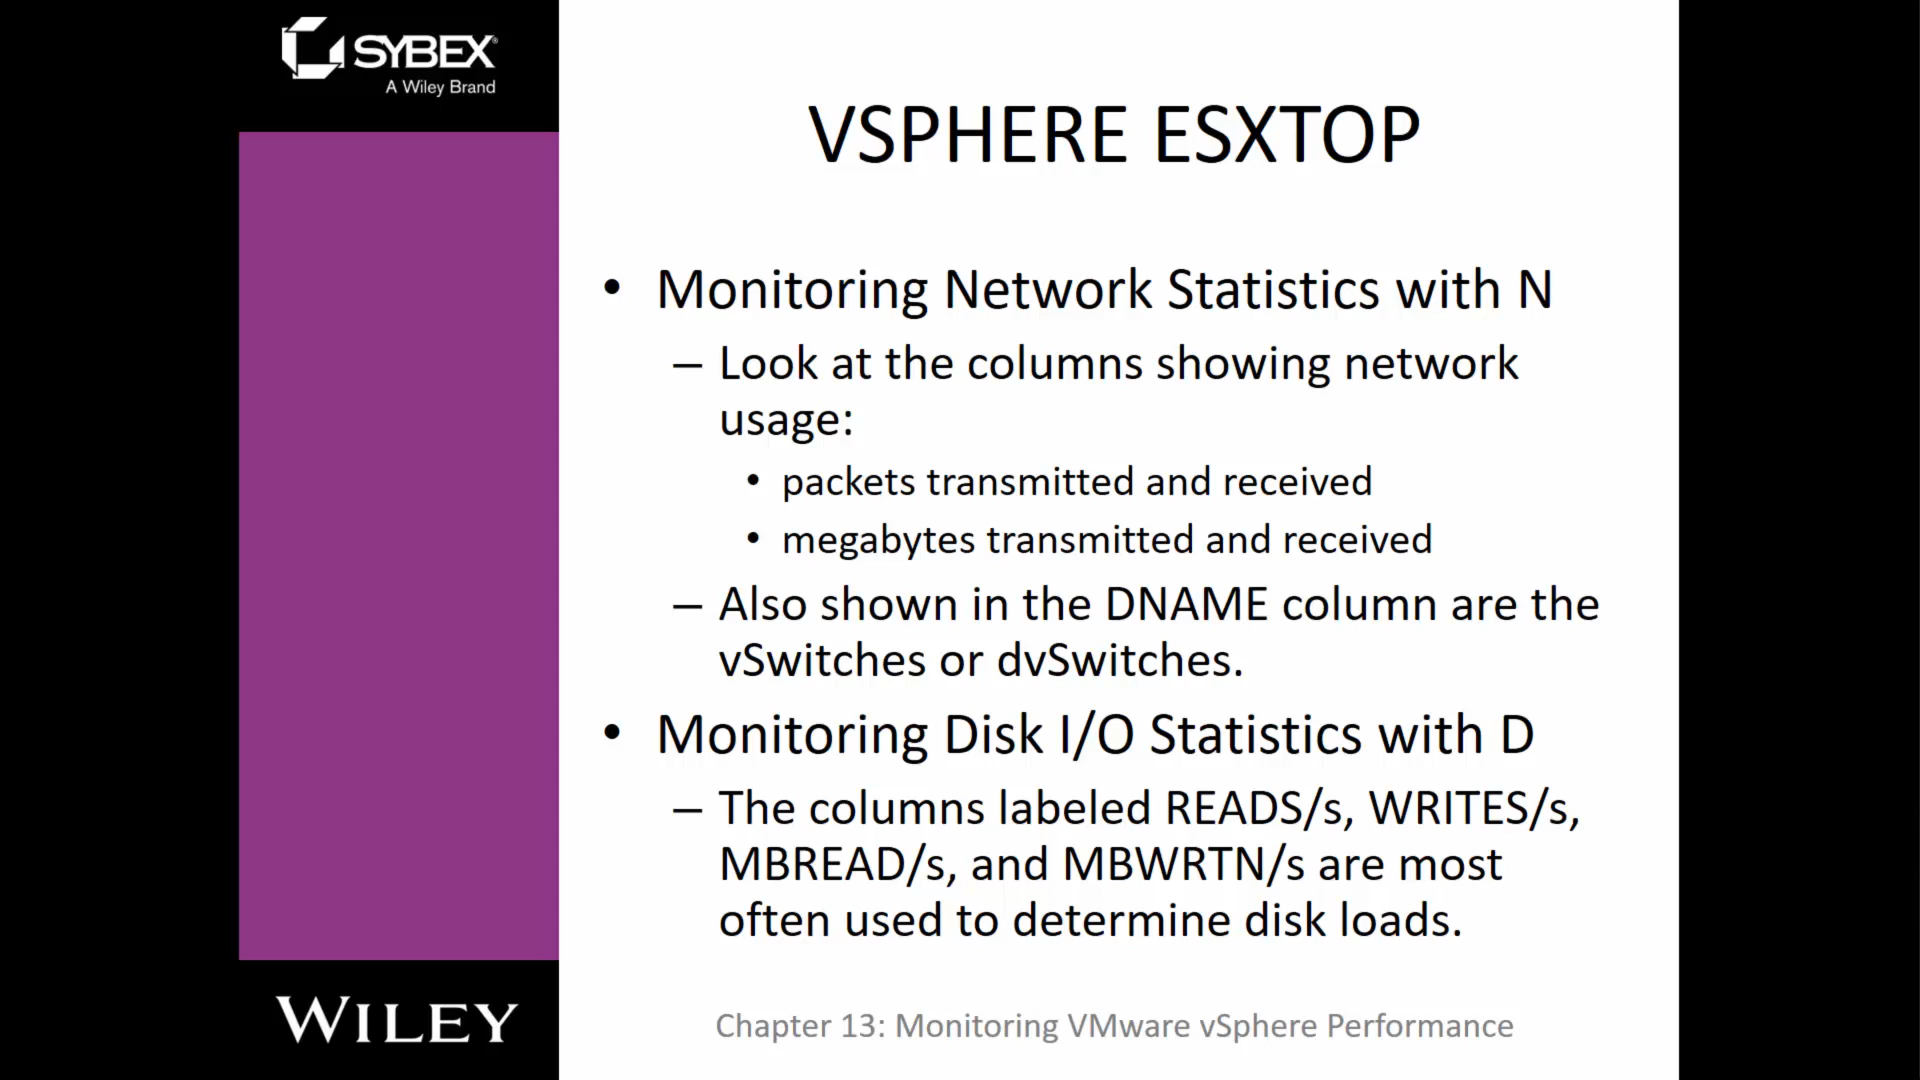 SYBEX
A Wiley Brand
VSPHERE ESXTOP
• Monitoring Network Statistics with N
– Look at the columns showing network
usage:
• packets transmitted and received
• megabytes transmitted and received
– Also shown in the DNAME column are the
vSwitches or dvSwitches.
• Monitoring Disk I/O Statistics with D
– The columns labeled READS/s, WRITES/s,
MBREAD/s, and MBWRTN/s are most
often used to determine disk loads.
WILEY
Chapter 13: Monitoring VMware vSphere Performance